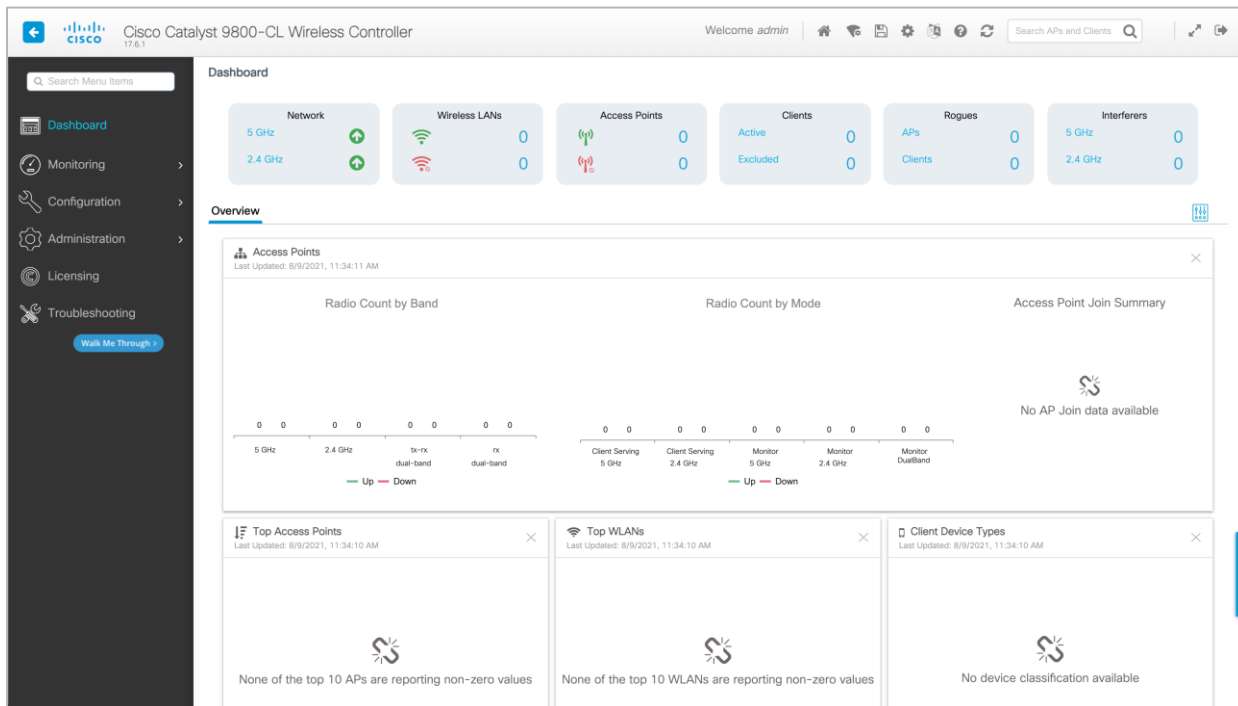 CISCO
Cisco Catalyst 9800-CL Wireless Controller
17.6.1
Welcome admin
Search APs and Clients
Search Menu Items
Dashboard
Monitoring
Configuration
Administration
Licensing
Troubleshooting
Walk Me Through >
Dashboard
Network
5 GHz
2.4 GHz
Wireless LANs
0
0
Access Points
0
0
Clients
Active 0
Excluded 0
Rogues
APs 0
Clients 0
Interferers
5 GHz 0
2.4 GHz 0
Overview
Access Points
Last Updated: 8/9/2021, 11:34:11 AM
Radio Count by Band
0 0 0 0 0 0 0 0
5 GHz 2.4 GHz tx-rx rx
dual-band dual-band
Up Down
Radio Count by Mode
0 0 0 0 0 0 0 0 0 0
Client Serving Client Serving Monitor Monitor Monitor
5 GHz 2.4 GHz 5 GHz 2.4 GHz DualBand
Up Down
Access Point Join Summary
No AP Join data available
Top Access Points
Last Updated: 8/9/2021, 11:34:10 AM
None of the top 10 APs are reporting non-zero values
Top WLANs
Last Updated: 8/9/2021, 11:34:10 AM
None of the top 10 WLANs are reporting non-zero values
Client Device Types
Last Updated: 8/9/2021, 11:34:10 AM
No device classification available